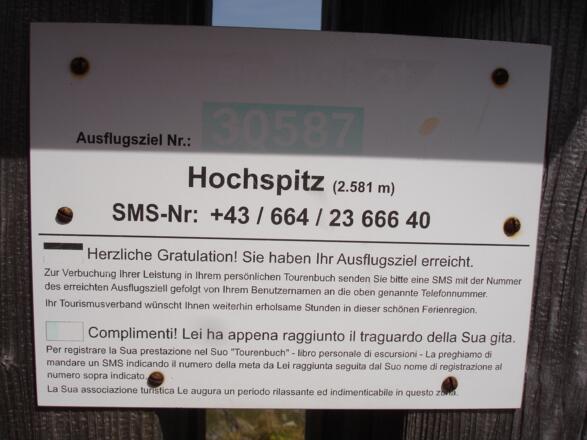 30587
Ausflugsziel Nr.:
Hochspitz (2.581 m)
SMS-Nr: +43 / 664 / 23 666 40
Herzliche Gratulation! Sie haben Ihr Ausflugsziel erreicht.
Zur Verbuchung Ihrer Leistung in Ihrem persönlichen Tourenbuch senden Sie bitte eine SMS mit der Nummer
des erreichten Ausflugsziell gefolgt von Ihrem Benutzernamen an die oben genannte Telefonnummer.
Ihr Tourismusverband wünscht Ihnen weiterhin erholsame Stunden in dieser schönen Ferienregion.
Complimenti! Lei ha appena raggiunto il traguardo della Sua gita.
Per registrare la Sua prestazione nel Suo "Tourenbuch" - libro personale di escursioni - La preghiamo di
mandare un SMS indicando il numero della meta da Lei raggiunta seguita dal Suo nome di registrazione al
numero sopra indicato.
La Sua associazione turistica Le augura un periodo rilassante ed indimenticabile in questo zona.